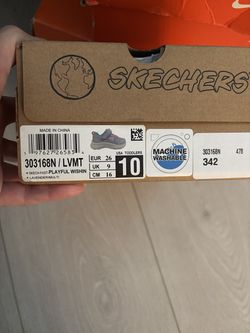 SKECHERS
MADE IN CHINA
303168N / LVMT
EUR 26
UK 9
CM 16
USA TODDLERS
10
MACHINE
WASHABLE
303168N 478
342
PLAYFUL WISHIN